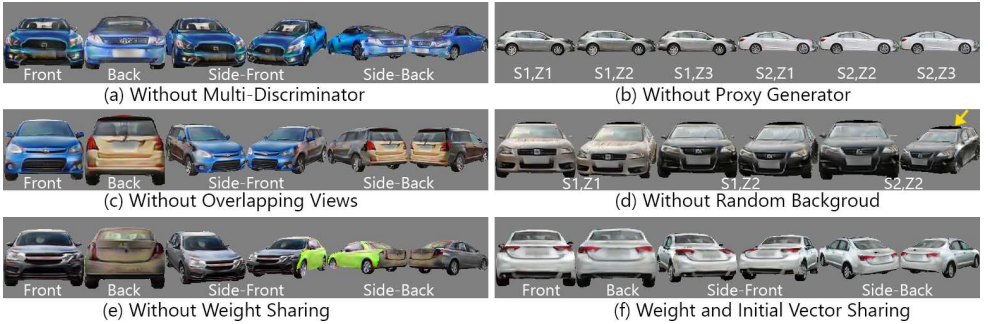 Front Back Side-Front Side-Back
(a) Without Multi-Discriminator
S1,Z1 S1,Z2 S1,Z3 S2,Z1 S2,Z2 S2,Z3
(b) Without Proxy Generator
Front Back Side-Front Side-Back
(c) Without Overlapping Views
S1,Z1 S1,Z2 S2,Z2
(d) Without Random Backgroud
Front Back Side-Front Side-Back
(e) Without Weight Sharing
Front Back Side-Front Side-Back
(f) Weight and Initial Vector Sharing